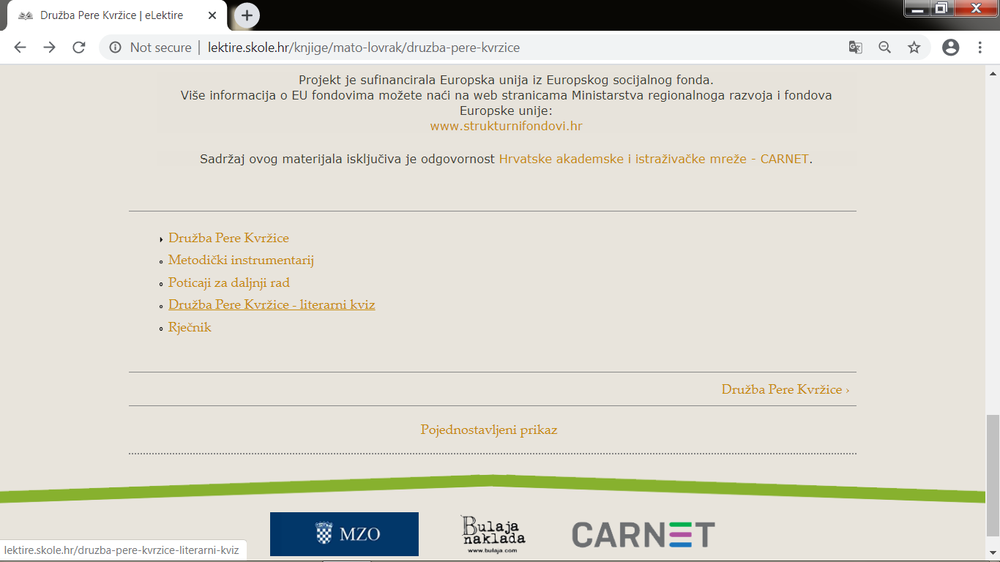 Družba Pere Kvržice | eLektire
Not secure | lektire.skole.hr/knjige/mato-lovrak/druzba-pere-kvrzice
Projekt je sufinancirala Europska unija iz Europskog socijalnog fonda.
Više informacija o EU fondovima možete naći na web stranicama Ministarstva regionalnoga razvoja i fondova
Europske unije:
www.strukturnifondovi.hr
Sadržaj ovog materijala isključiva je odgovornost Hrvatske akademske i istraživačke mreže - CARNET.
Družba Pere Kvržice
Metodički instrumentarij
Poticaji za daljnji rad
Družba Pere Kvržice - literarni kviz
Rječnik
Družba Pere Kvržice ›
Pojednostavljeni prikaz
MZO
Bulaja
naklada
www.bulaja.com
CARNET
lektire.skole.hr/druzba-pere-kvrzice-literarni-kviz